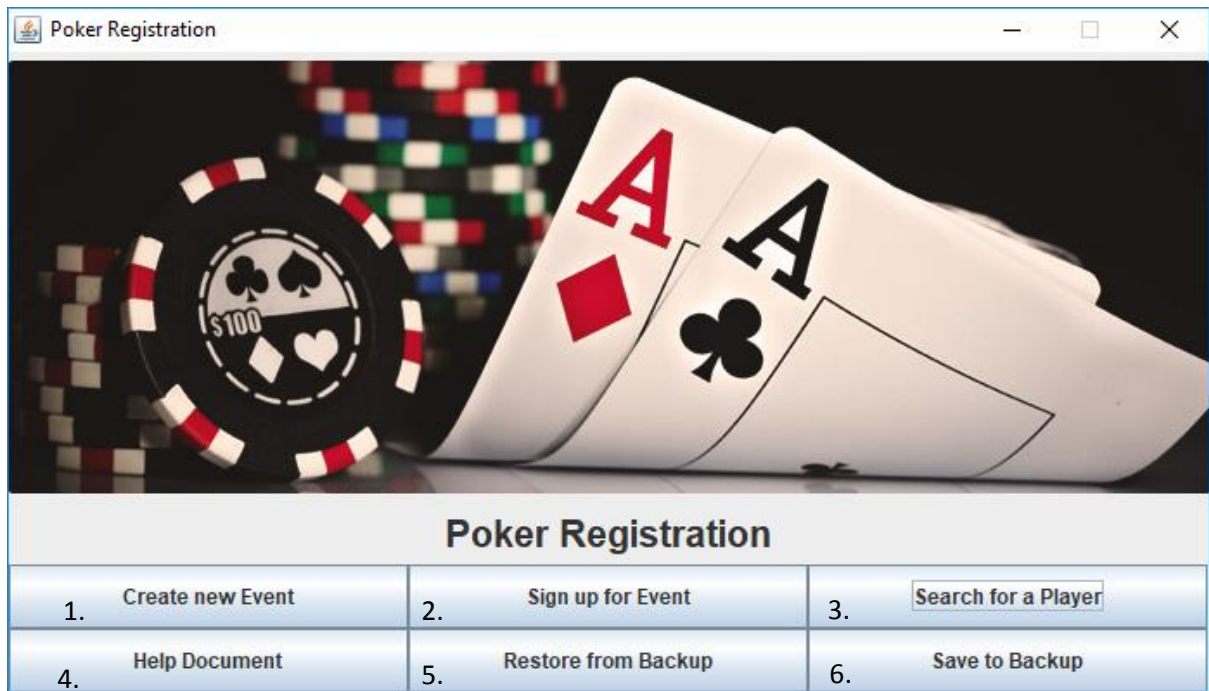 Poker Registration
A
A
$100
Poker Registration
1. Create new Event
2. Sign up for Event
3. Search for a Player
4. Help Document
5. Restore from Backup
6. Save to Backup